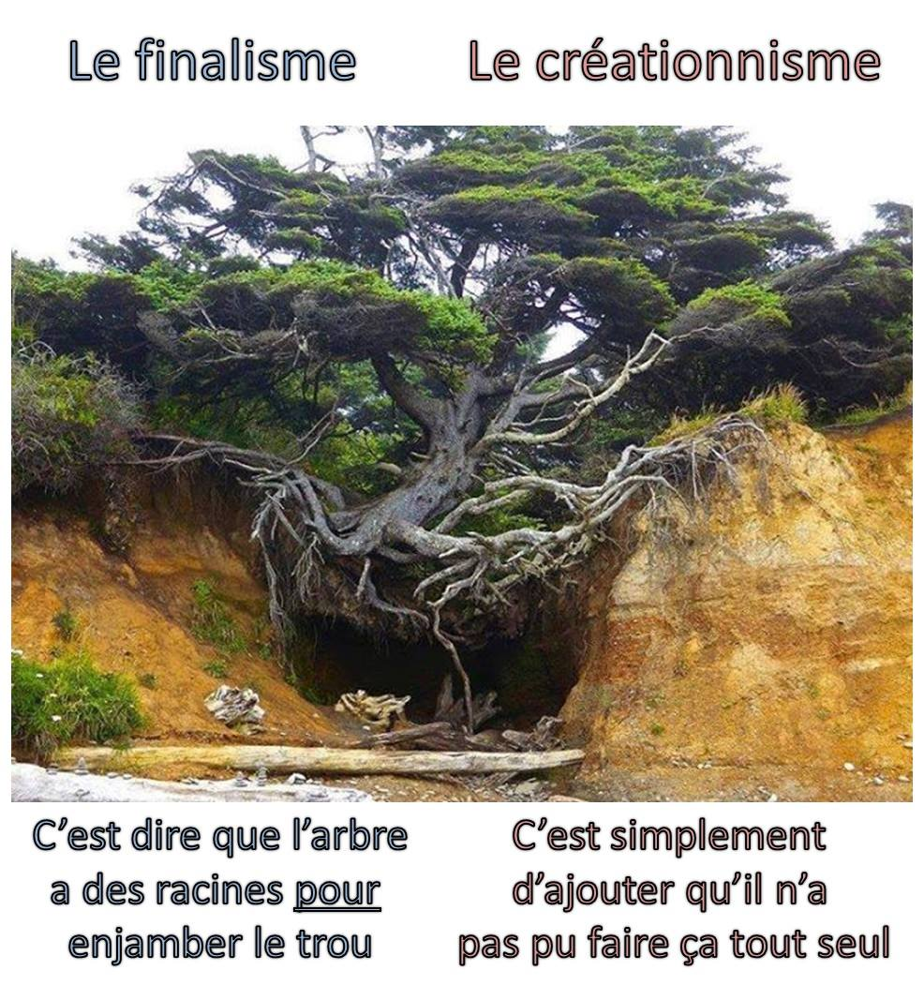 Le finalisme
Le créationnisme
C’est dire que l’arbre
a des racines pour
enjamber le trou
C’est simplement
d’ajouter qu’il n’a
pas pu faire ça tout seul